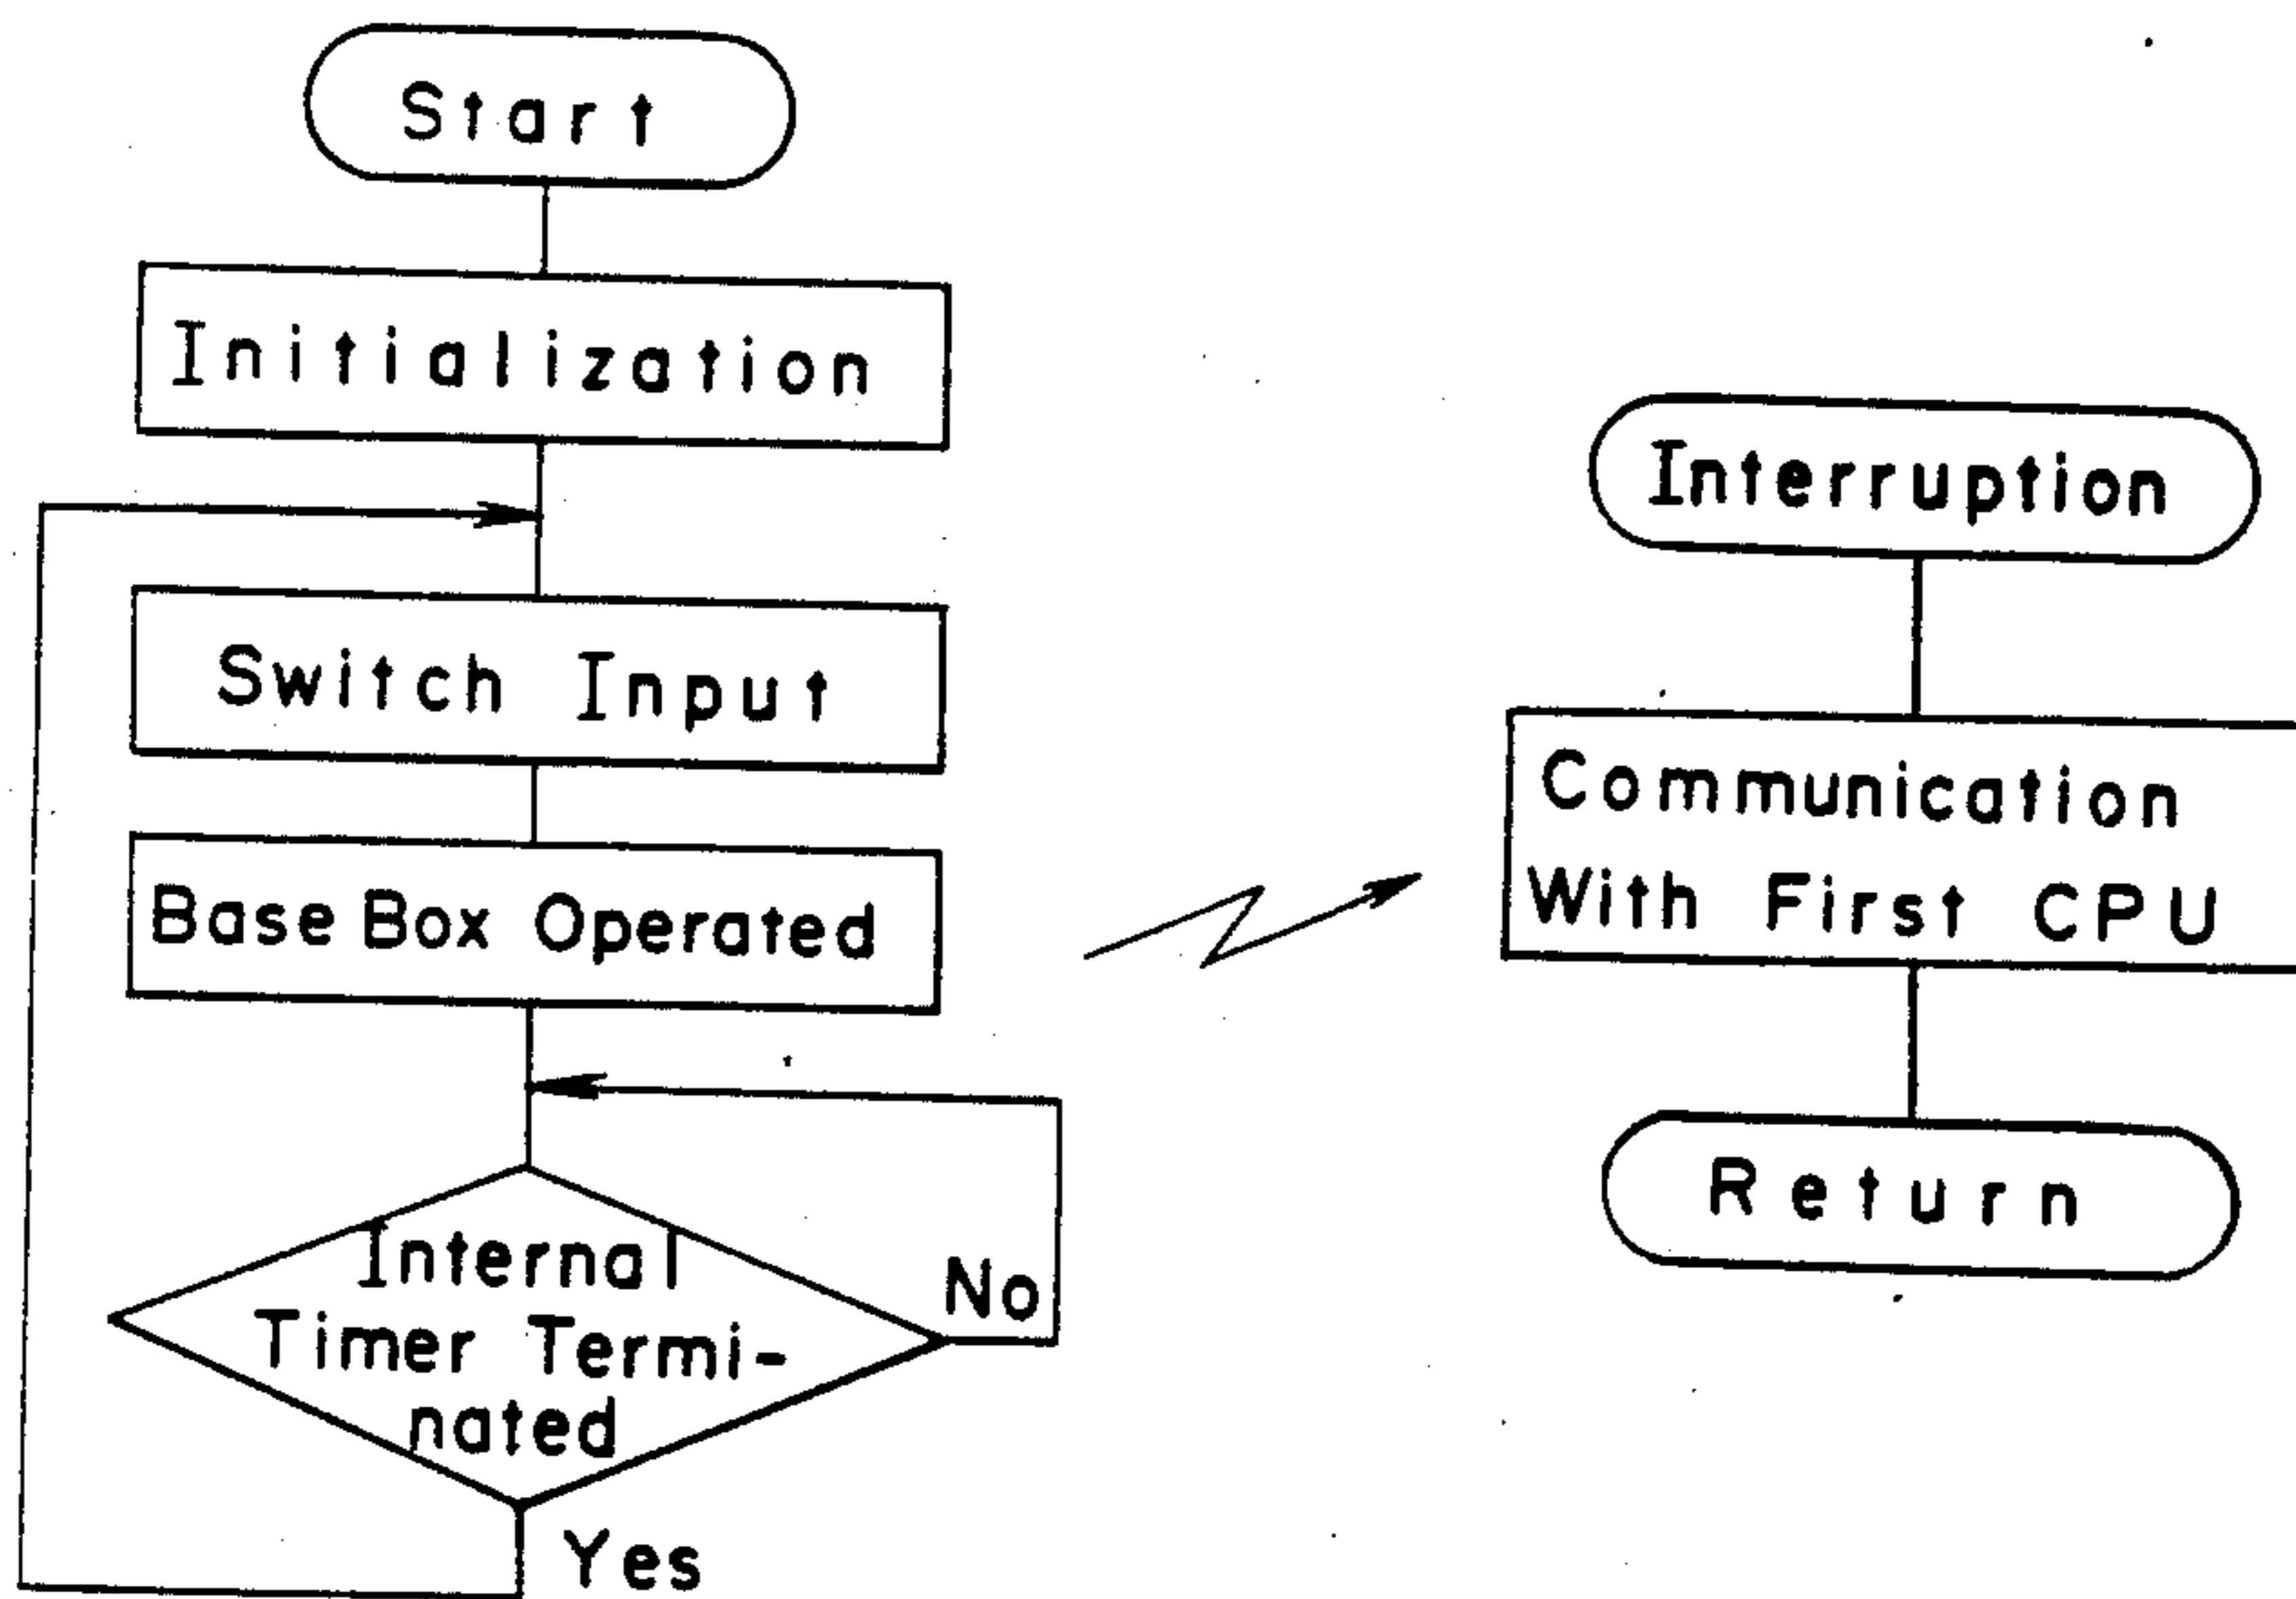 Start
Initialization
Switch Input
Base Box Operated
Internal
Timer Termi-
nated
No
Yes
Interruption
Communication
With First CPU
Return